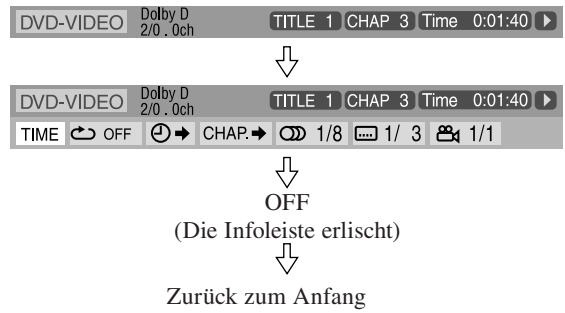 DVD-VIDEO Dolby D 2/0 . 0ch TITLE 1 CHAP 3 Time 0:01:40
DVD-VIDEO Dolby D 2/0 . 0ch TITLE 1 CHAP 3 Time 0:01:40
TIME OFF CHAP. 1/8 1/ 3 1/1
OFF
(Die Infoleiste erlischt)
Zurück zum Anfang